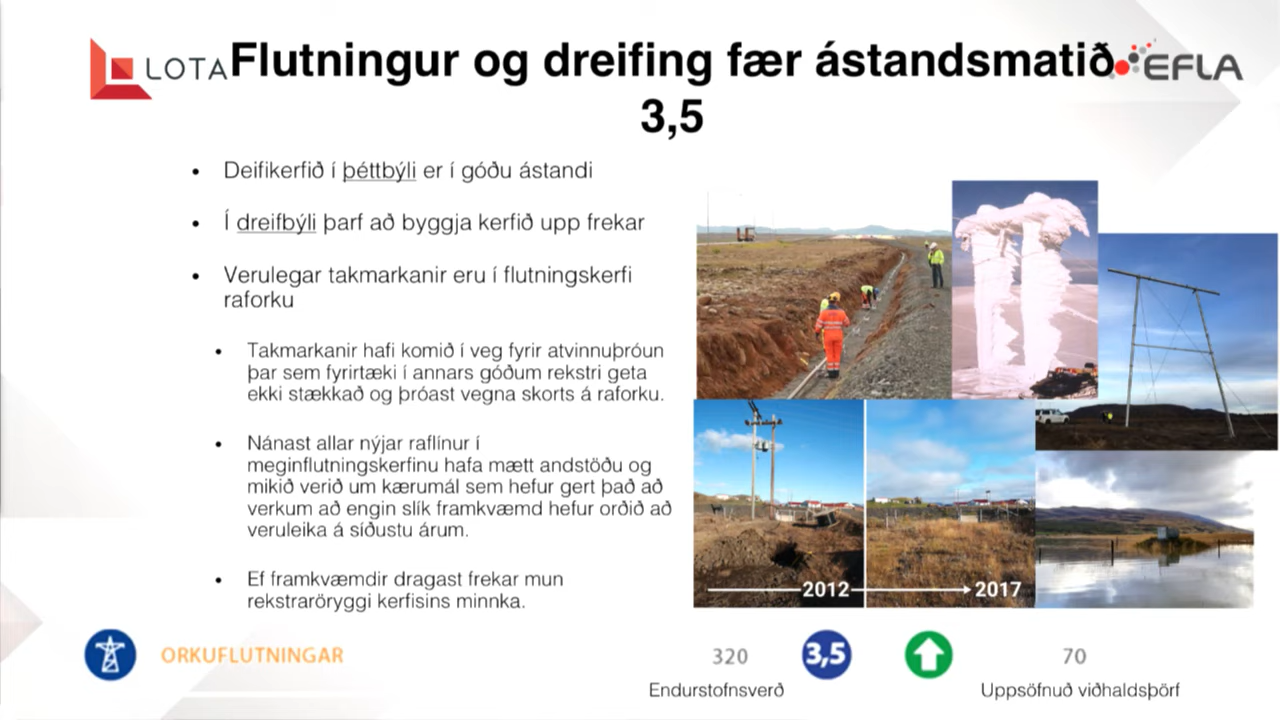 LOTA
Flutningur og dreifing fær ástandsmatið
3,5
EFLA
• Deifikerfið í þéttbýli er í góðu ástandi
• Í dreifbýli þarf að byggja kerfið upp frekar
• Verulegar takmarkanir eru í flutningskerfi
raforku
• Takmarkanir hafi komið í veg fyrir atvinnuþróun
þar sem fyrirtæki í annars góðum rekstri geta
ekki stækkað og þróast vegna skorts á raforku.
• Nánast allar nýjar raflínur í
meginflutningskerfinu hafa mætt andstöðu og
mikið verið um kærumál sem hefur gert það að
verkum að engin slík framkvæmd hefur orðið að
veruleika á síðustu árum.
• Ef framkvæmdir dragast frekar mun
rekstraröryggi kerfisins minnka.
2012
2017
ORKUFLUTNINGAR
320
3,5
70
Endurstofnsverð
Uppsöfnuð viðhaldsþörf